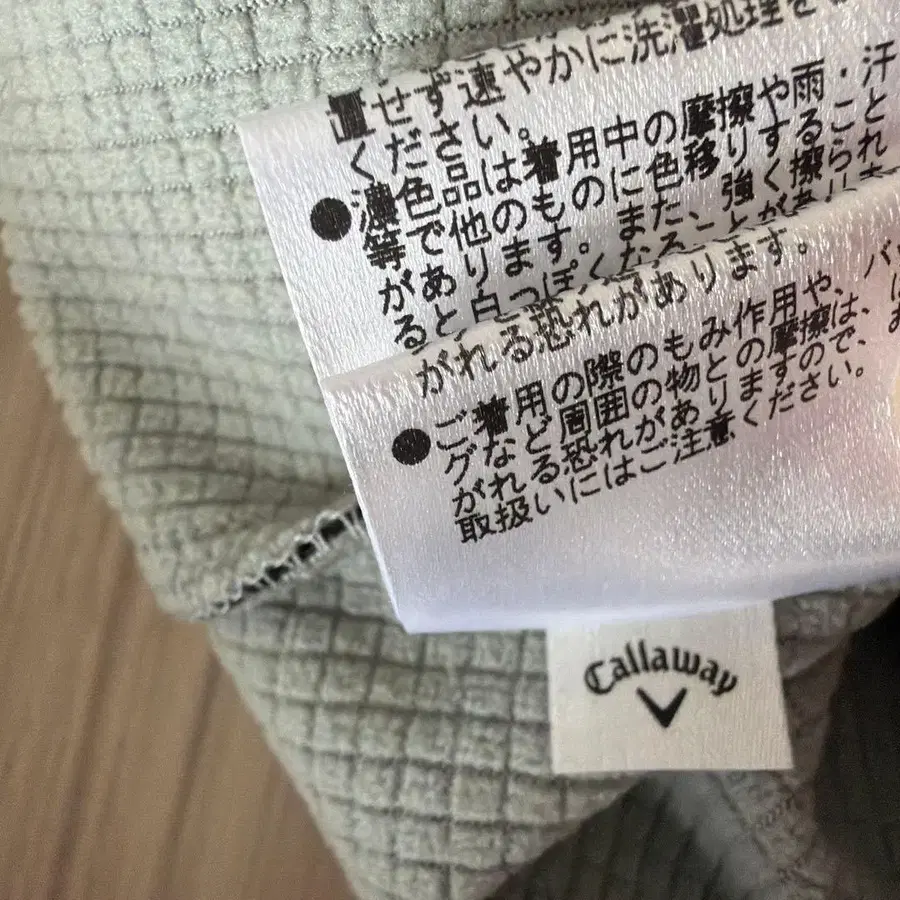 置せず速やかに洗濯処理を
ください。
●濃色品は着用中の摩擦や雨・汗
等で他のものに色移りすること
があります。また、強く擦られ
ると白っぽくなることがあり
がれる恐れがあります。
●ご着用の際のもみ作用や、バッ
グなど周囲の物との摩擦は、は
がれる恐れがありますので、お
取扱いにはご注意ください。
Callaway